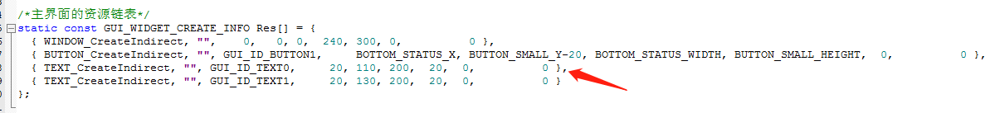 /*主界面的资源链表*/
static const GUI_WIDGET_CREATE_INFO Res[] = {
{ WINDOW_CreateIndirect, "", 0, 0, 0, 240, 300, 0, 0 },
{ BUTTON_CreateIndirect, "", GUI_ID_BUTTON1, BOTTOM_STATUS_X, BUTTON_SMALL_Y-20, BOTTOM_STATUS_WIDTH, BUTTON_SMALL_HEIGHT, 0, 0 },
{ TEXT_CreateIndirect, "", GUI_ID_TEXT0, 20, 110, 200, 20, 0, 0 },
{ TEXT_CreateIndirect, "", GUI_ID_TEXT1, 20, 130, 200, 20, 0, 0 }
};